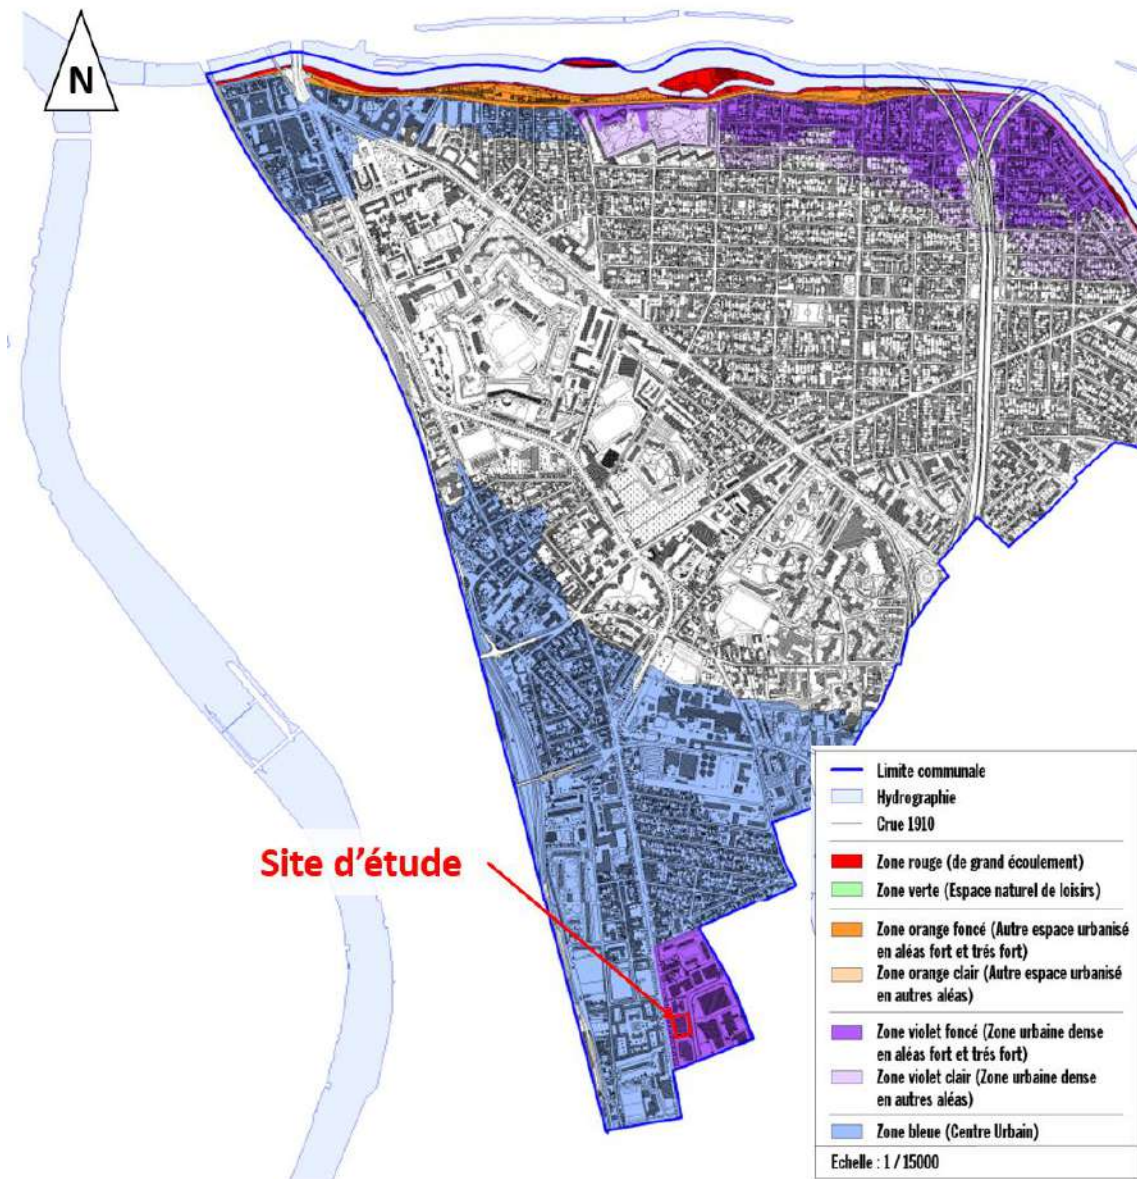 N
Site d'étude
Limite communale
Hydrographie
Crue 1910
Zone rouge (de grand écoulement)
Zone verte (Espace naturel de loisirs)
Zone orange foncé (Autre espace urbanisé
en aléas fort et trés fort)
Zone orange clair (Autre espace urbanisé
en autres aléas)
Zone violet foncé (Zone urbaine dense
en aléas fort et trés fort)
Zone violet clair (Zone urbaine dense
en autres aléas)
Zone bleue (Centre Urbain)
Echelle : 1 / 15000